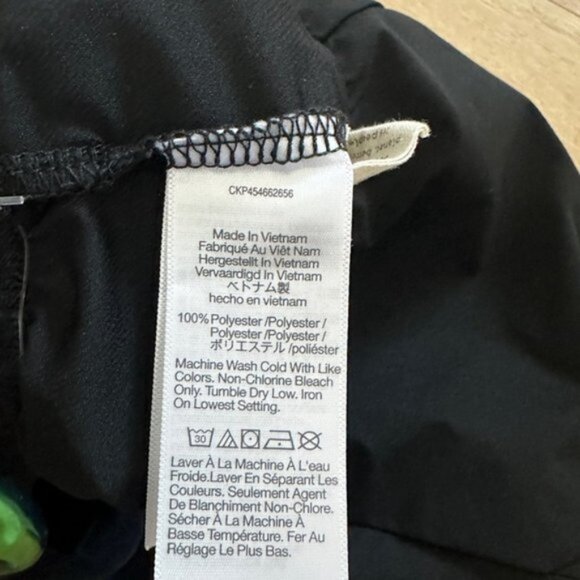 CKP454662656
Made In Vietnam
Fabriqué Au Viêt Nam
Hergestellt In Vietnam
Vervaardigd In Vietnam
ベトナム製
hecho en vietnam
100% Polyester /Polyester /
Polyester /Polyester /
ポリエステル /poliéster
Machine Wash Cold With Like
Colors. Non-Chlorine Bleach
Only. Tumble Dry Low. Iron
On Lowest Setting.
30
Laver À La Machine À L'eau
Froide.Laver En Séparant Les
Couleurs. Seulement Agent
De Blanchiment Non-Chlore.
Sécher À La Machine À
Basse Température. Fer Au
Réglage Le Plus Bas.